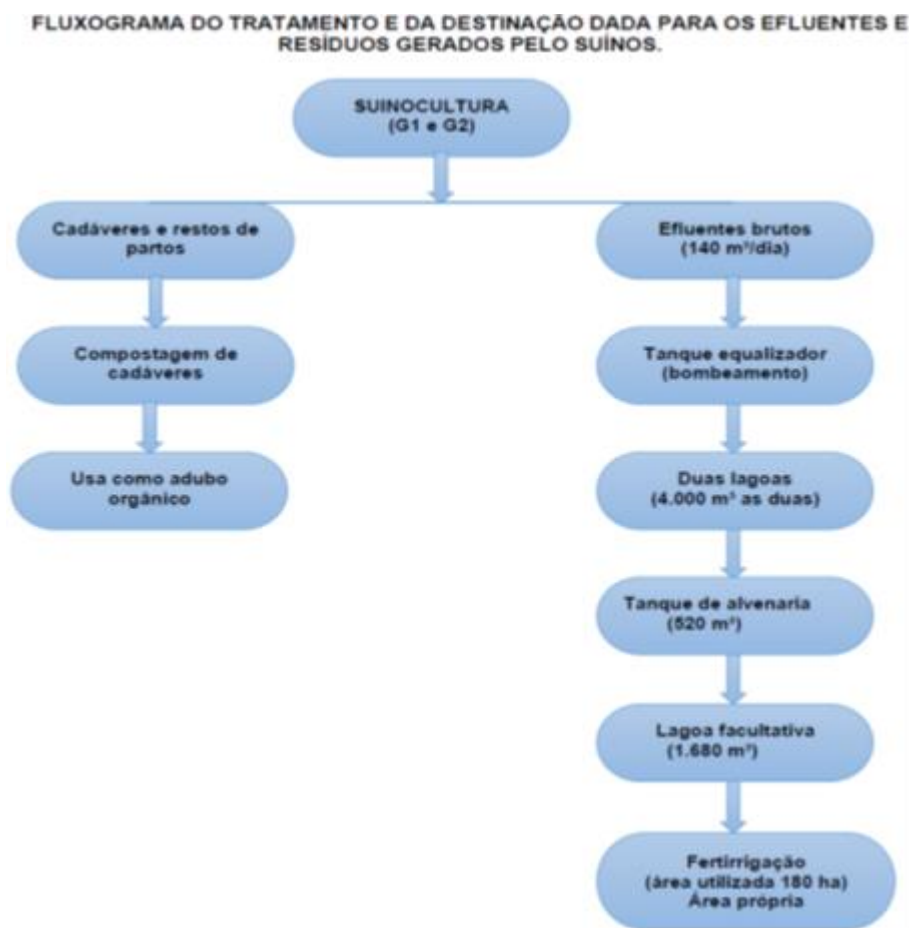 FLUXOGRAMA DO TRATAMENTO E DA DESTINAÇÃO DADA PARA OS EFLUENTES E
RESÍDUOS GERADOS PELO SUÍNOS.
SUINOCULTURA
(G1 e G2)
Cadáveres e restos de
partos
Compostagem de
cadáveres
Usa como adubo
orgânico
Efluentes brutos
(140 m³/dia)
Tanque equalizador
(bombeamento)
Duas lagoas
(4.000 m³ as duas)
Tanque de alvenaria
(520 m³)
Lagoa facultativa
(1.680 m³)
Fertirrigação
(área utilizada 180 ha)
Área própria